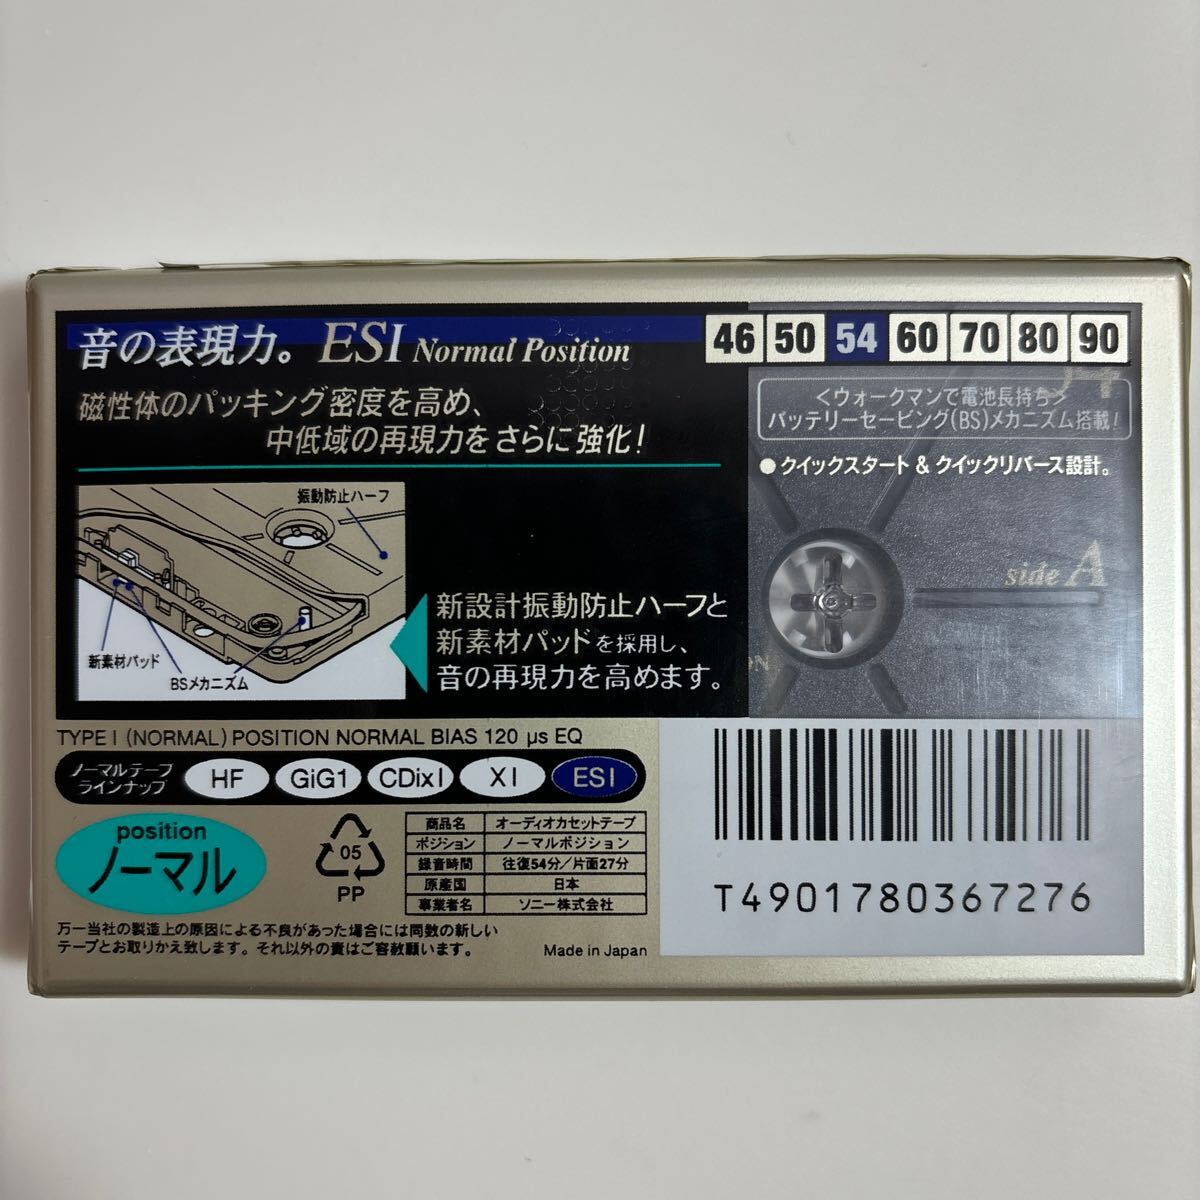 音の表現力。 ESI Normal Position
46 50 54 60 70 80 90
磁性体のパッキング密度を高め、
中低域の再現力をさらに強化!
<ウォークマンで電池長持ち>
バッテリーセービング(BS)メカニズム搭載!
●クイックスタート & クイックリバース設計。
振動防止ハーフ
新素材パッド
BSメカニズム
新設計振動防止ハーフと
新素材パッドを採用し、
音の再現力を高めます。
side A
TYPE I (NORMAL) POSITION NORMAL BIAS 120 µs EQ
ノーマルテープ
ラインナップ
HF GiG1 CDixI XI ESI
position
ノーマル
05
PP
商品名 オーディオカセットテープ
ポジション ノーマルポジション
録音時間 往復54分/片面27分
原産国 日本
事業者名 ソニー株式会社
T4901780367276
万一当社の製造上の原因による不良があった場合には同数の新しい
テープとお取りかえ致します。それ以外の責はご容赦願います。
Made in Japan